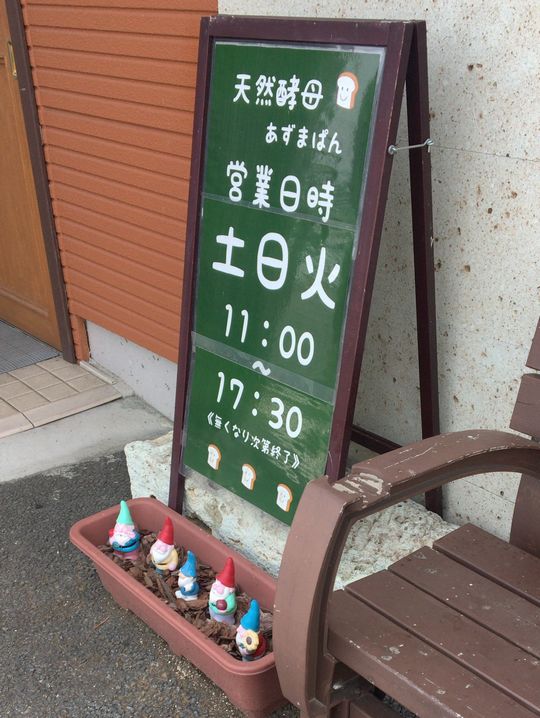 天然酵母
あずまぱん
営業日時
土日火
11:00
~
17:30
《無くなり次第終了》